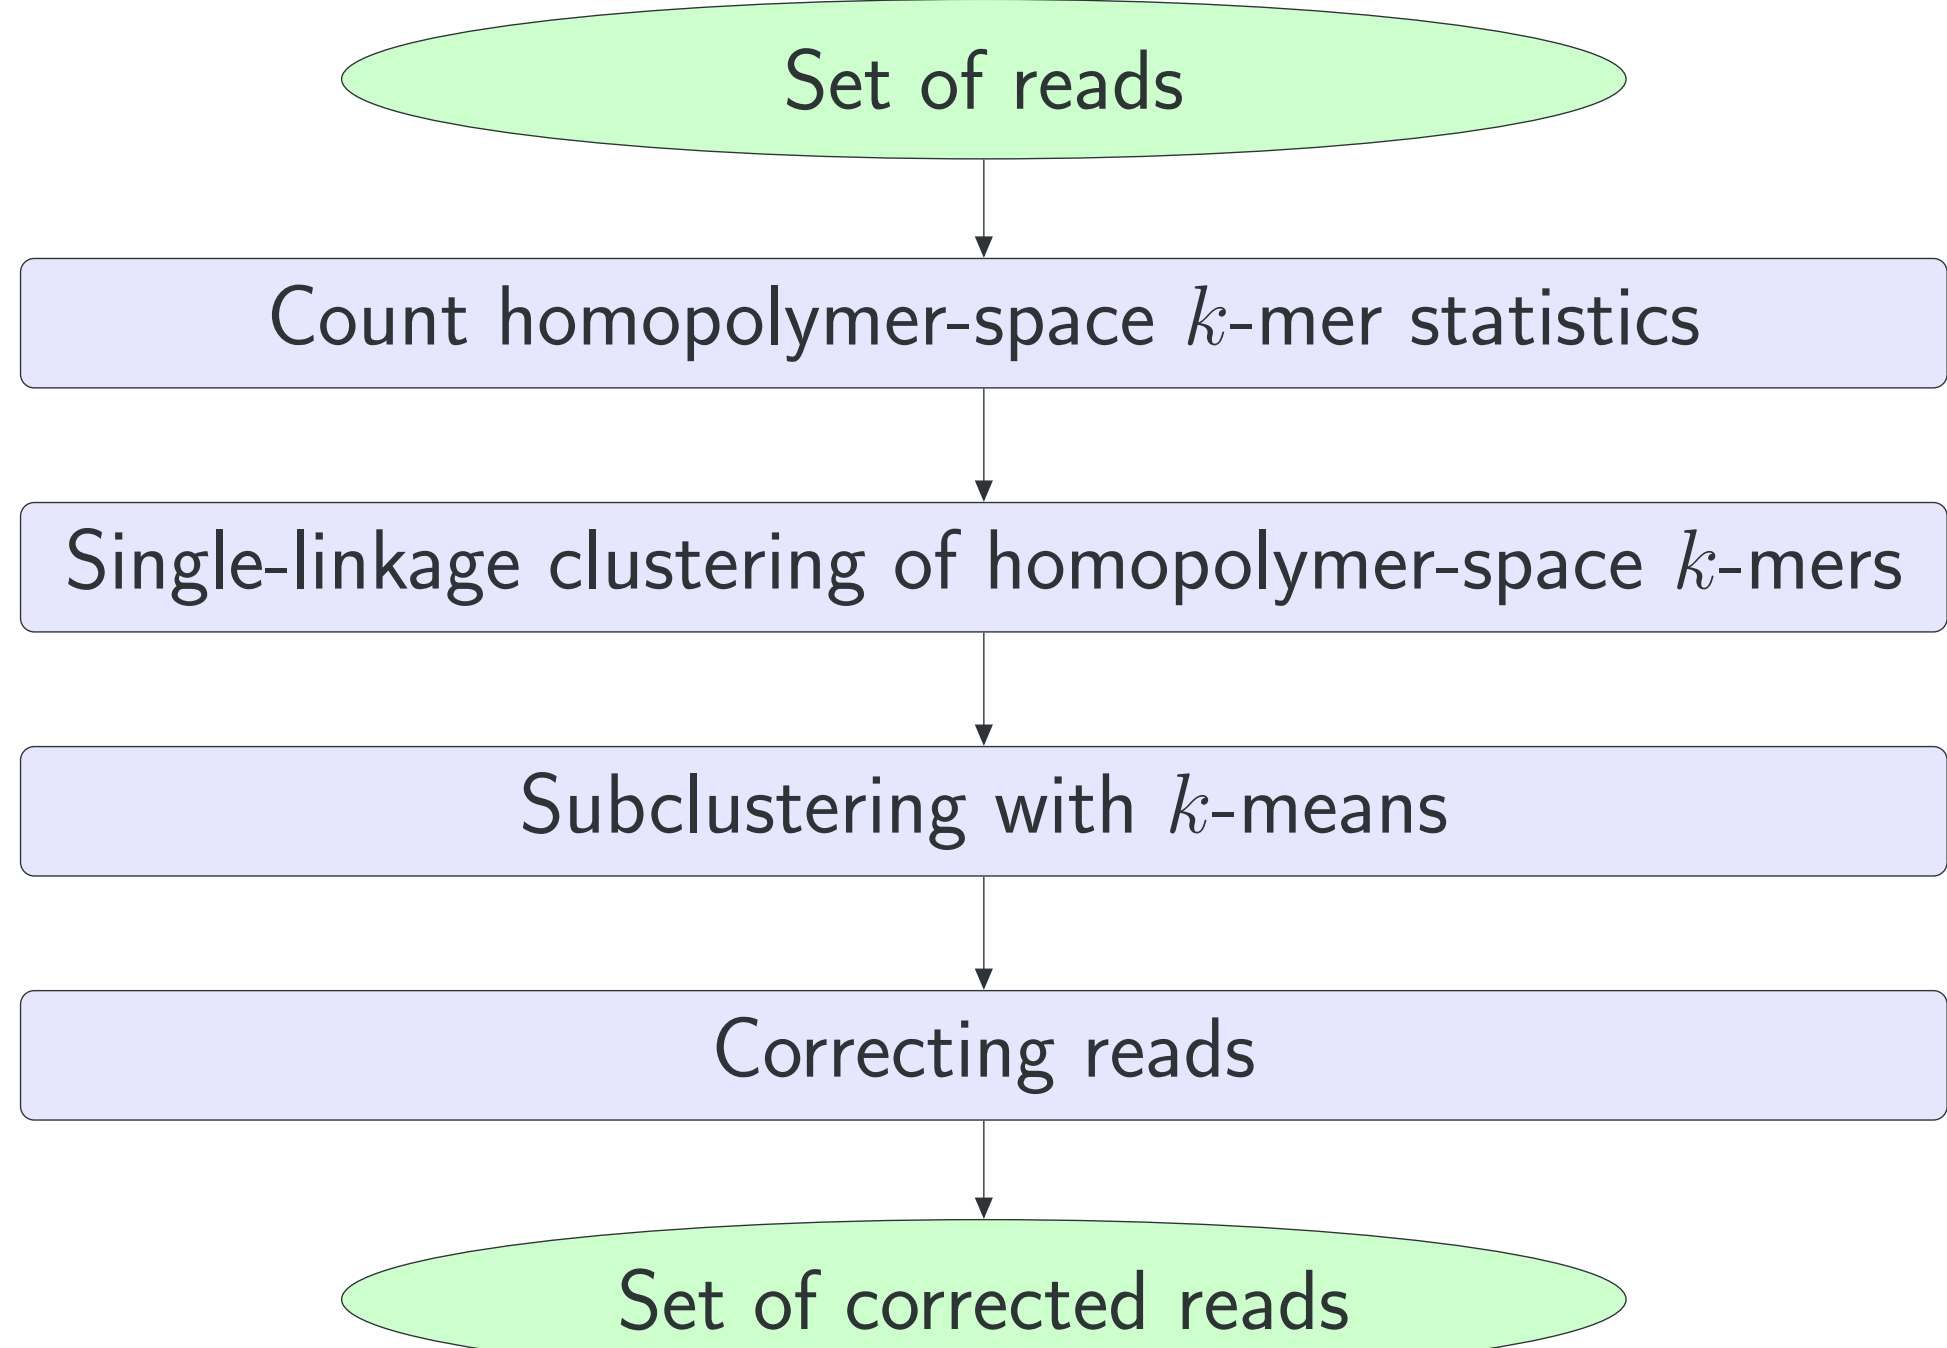 Set of reads
Count homopolymer-space k-mer statistics
Single-linkage clustering of homopolymer-space k-mers
Subclustering with k-means
Correcting reads
Set of corrected reads